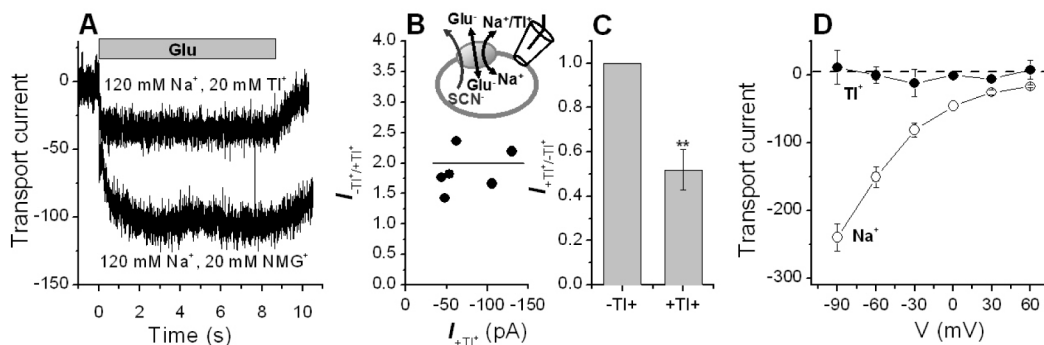 A
Glu
120 mM Na⁺, 20 mM Tl⁺
120 mM Na⁺, 20 mM NMG⁺
0
-50
-100
-150
Transport current
0 2 4 6 8 10
Time (s)
B
Glu⁻ Na⁺/Tl⁺
Glu⁻ Na⁺
SCN⁻
4.0
3.5
3.0
2.5
2.0
1.5
1.0
0.5
0.0
I-Tl⁺/+Tl⁺
0 -50 -100 -150
I+Tl⁺ (pA)
C
**
1.0
0.8
0.6
0.4
0.2
0.0
I+Tl⁺/-Tl⁺
-Tl+ +Tl+
D
Tl⁺
Na⁺
0
-100
-200
-300
Transport current
-90 -60 -30 0 30 60
V (mV)